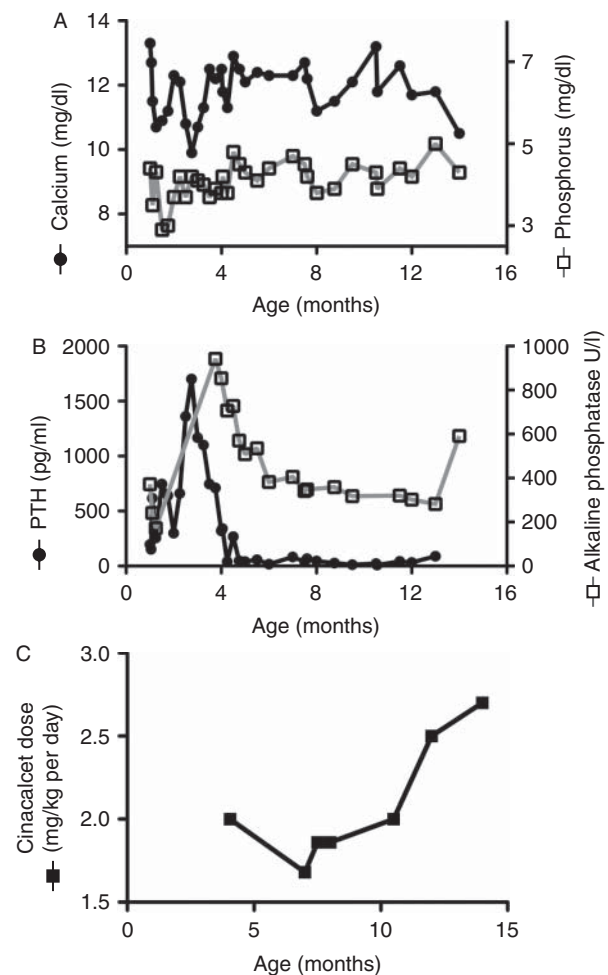 A
14
12
10
8
7
5
3
Calcium (mg/dl)
Phosphorus (mg/dl)
0 4 8 12 16
Age (months)
B
2000
1500
1000
500
0
1000
800
600
400
200
0
PTH (pg/ml)
Alkaline phosphatase U/l
0 4 8 12 16
Age (months)
C
3.0
2.5
2.0
1.5
Cinacalcet dose
(mg/kg per day)
0 5 10 15
Age (months)